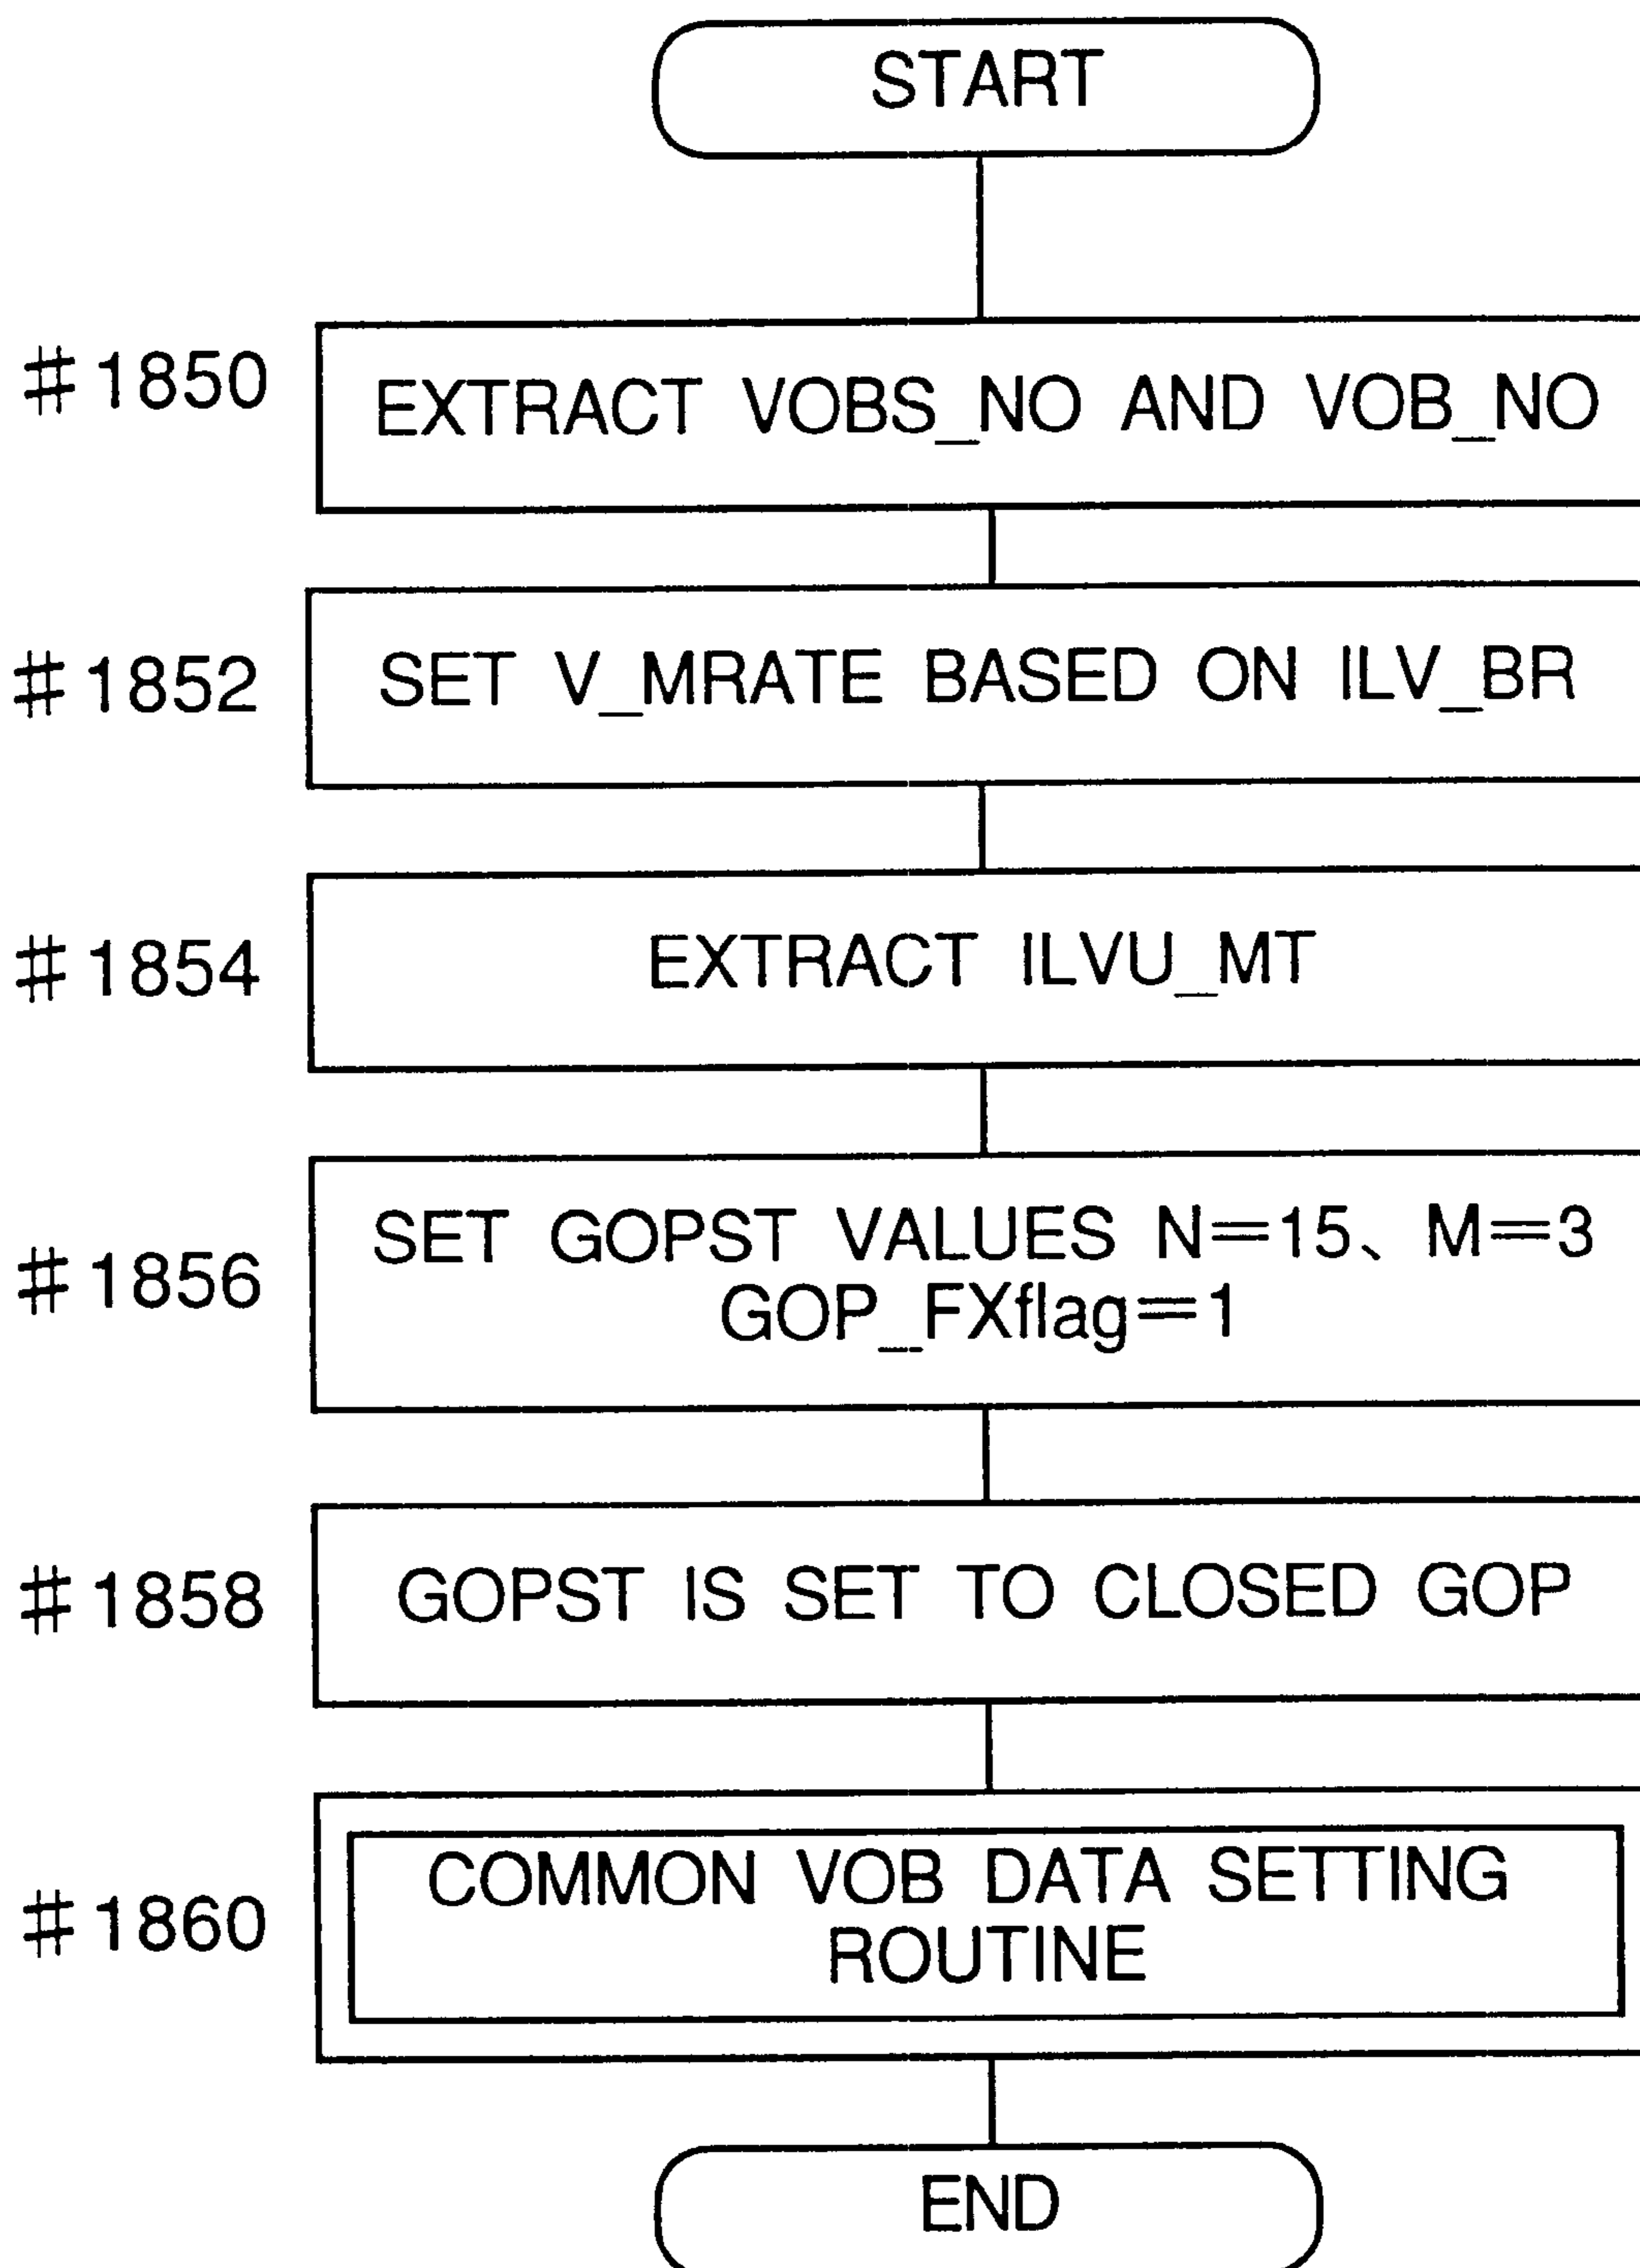 START
#1850
EXTRACT VOBS_NO AND VOB_NO
#1852
SET V_MRATE BASED ON ILV_BR
#1854
EXTRACT ILVU_MT
#1856
SET GOPST VALUES N=15、 M=3
GOP_FXflag=1
#1858
GOPST IS SET TO CLOSED GOP
#1860
COMMON VOB DATA SETTING
ROUTINE
END